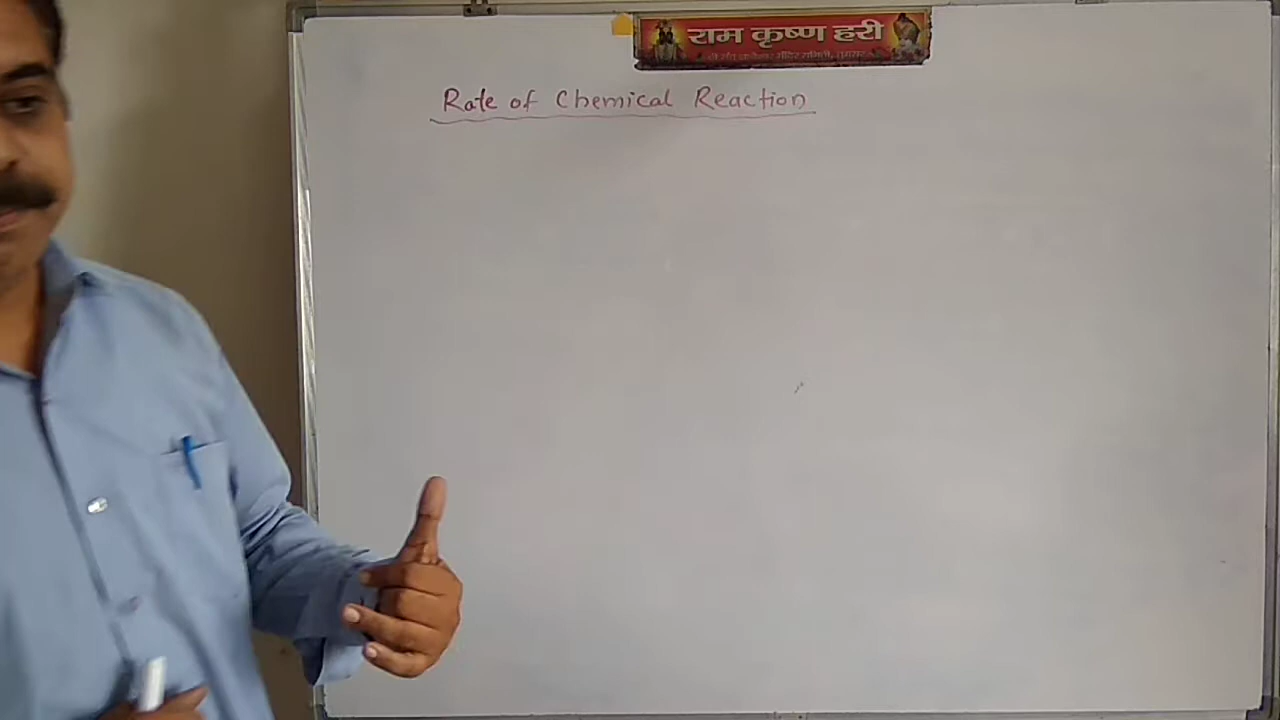 राम कृष्ण हरी
Rate of Chemical Reaction